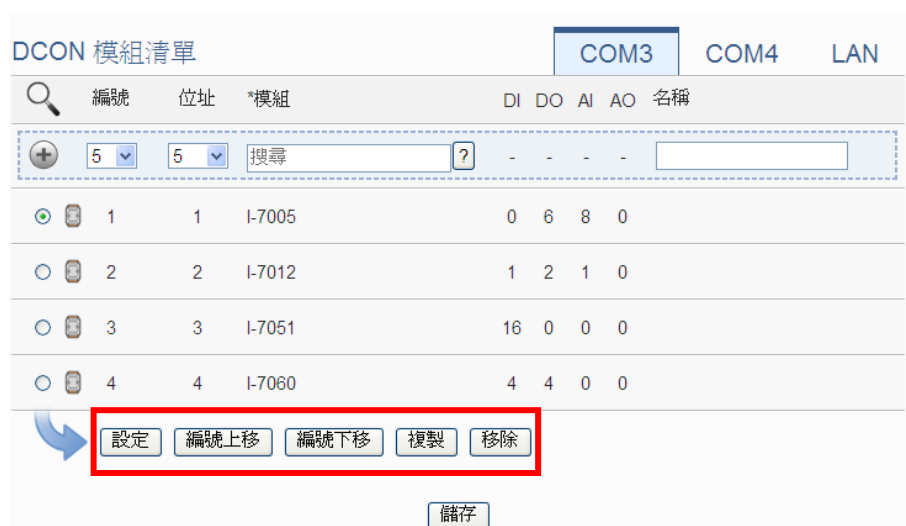 DCON 模組清單 COM3 COM4 LAN
編號 位址 *模組 DI DO AI AO 名稱
5 5 搜尋 ? - - - -
1 1 I-7005 0 6 8 0
2 2 I-7012 1 2 1 0
3 3 I-7051 16 0 0 0
4 4 I-7060 4 4 0 0
設定 編號上移 編號下移 複製 移除
儲存